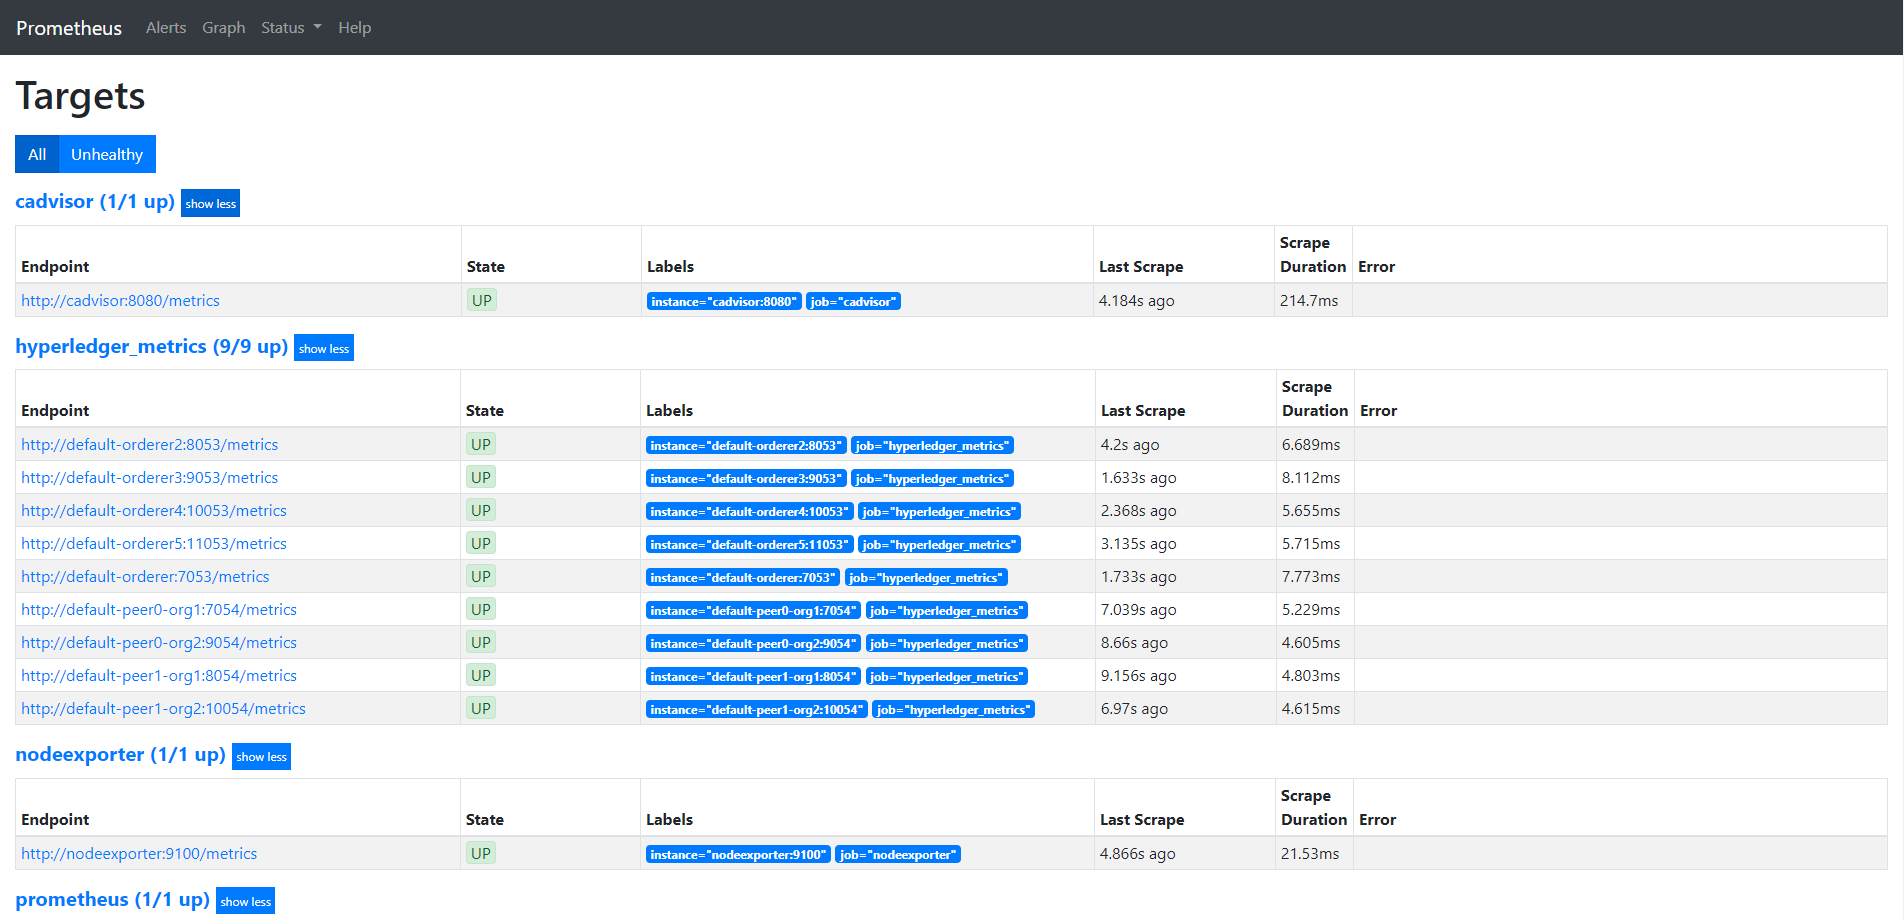 Prometheus Alerts Graph Status Help
Targets
All Unhealthy
cadvisor (1/1 up) show less
Endpoint State Labels Last Scrape Scrape Duration Error
http://cadvisor:8080/metrics UP instance="cadvisor:8080" job="cadvisor" 4.184s ago 214.7ms
hyperledger_metrics (9/9 up) show less
Endpoint State Labels Last Scrape Scrape Duration Error
http://default-orderer2:8053/metrics UP instance="default-orderer2:8053" job="hyperledger_metrics" 4.2s ago 6.689ms
http://default-orderer3:9053/metrics UP instance="default-orderer3:9053" job="hyperledger_metrics" 1.633s ago 8.112ms
http://default-orderer4:10053/metrics UP instance="default-orderer4:10053" job="hyperledger_metrics" 2.368s ago 5.655ms
http://default-orderer5:11053/metrics UP instance="default-orderer5:11053" job="hyperledger_metrics" 3.135s ago 5.715ms
http://default-orderer:7053/metrics UP instance="default-orderer:7053" job="hyperledger_metrics" 1.733s ago 7.773ms
http://default-peer0-org1:7054/metrics UP instance="default-peer0-org1:7054" job="hyperledger_metrics" 7.039s ago 5.229ms
http://default-peer0-org2:9054/metrics UP instance="default-peer0-org2:9054" job="hyperledger_metrics" 8.66s ago 4.605ms
http://default-peer1-org1:8054/metrics UP instance="default-peer1-org1:8054" job="hyperledger_metrics" 9.156s ago 4.803ms
http://default-peer1-org2:10054/metrics UP instance="default-peer1-org2:10054" job="hyperledger_metrics" 6.97s ago 4.615ms
nodeexporter (1/1 up) show less
Endpoint State Labels Last Scrape Scrape Duration Error
http://nodeexporter:9100/metrics UP instance="nodeexporter:9100" job="nodeexporter" 4.866s ago 21.53ms
prometheus (1/1 up) show less